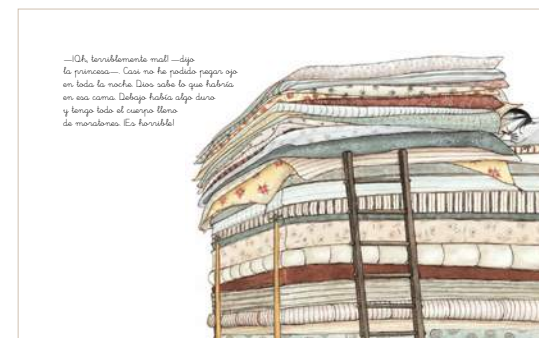 —¡Oh, terriblemente mal! —dijo
la princesa—. Casi no he podido pegar ojo
en toda la noche. Dios sabe lo que habría
en esa cama. Debajo había algo duro
y tengo todo el cuerpo lleno
de moratones. ¡Es horrible!